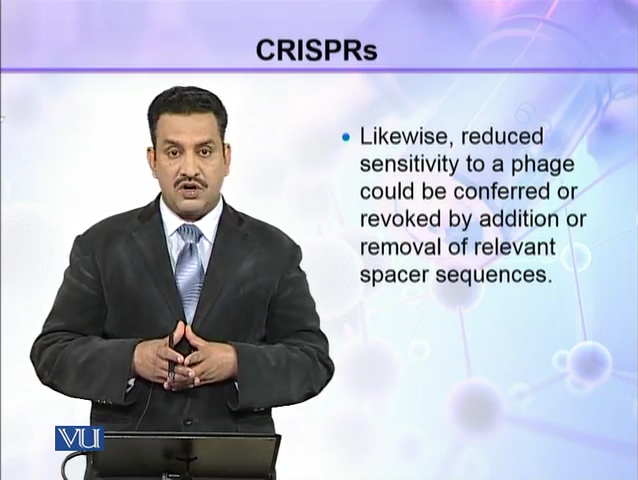 CRISPRs
• Likewise, reduced
sensitivity to a phage
could be conferred or
revoked by addition or
removal of relevant
spacer sequences.
VU